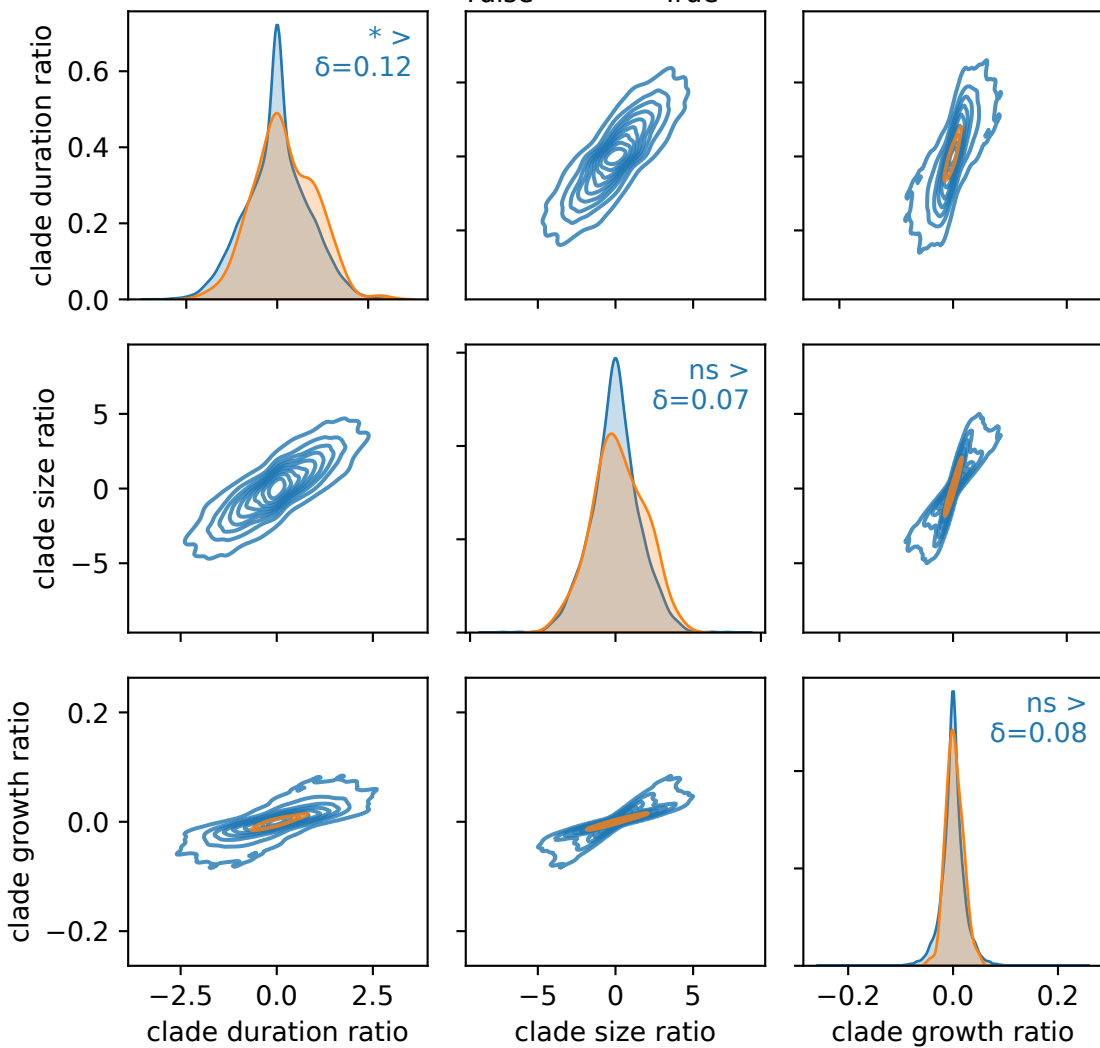 clade duration ratio
0.6
0.4
0.2
0.0
* >
δ=0.12
clade size ratio
5
0
−5
ns >
δ=0.07
clade growth ratio
0.2
0.0
−0.2
ns >
δ=0.08
−2.5 0.0 2.5
−5 0 5
−0.2 0.0 0.2
clade duration ratio
clade size ratio
clade growth ratio